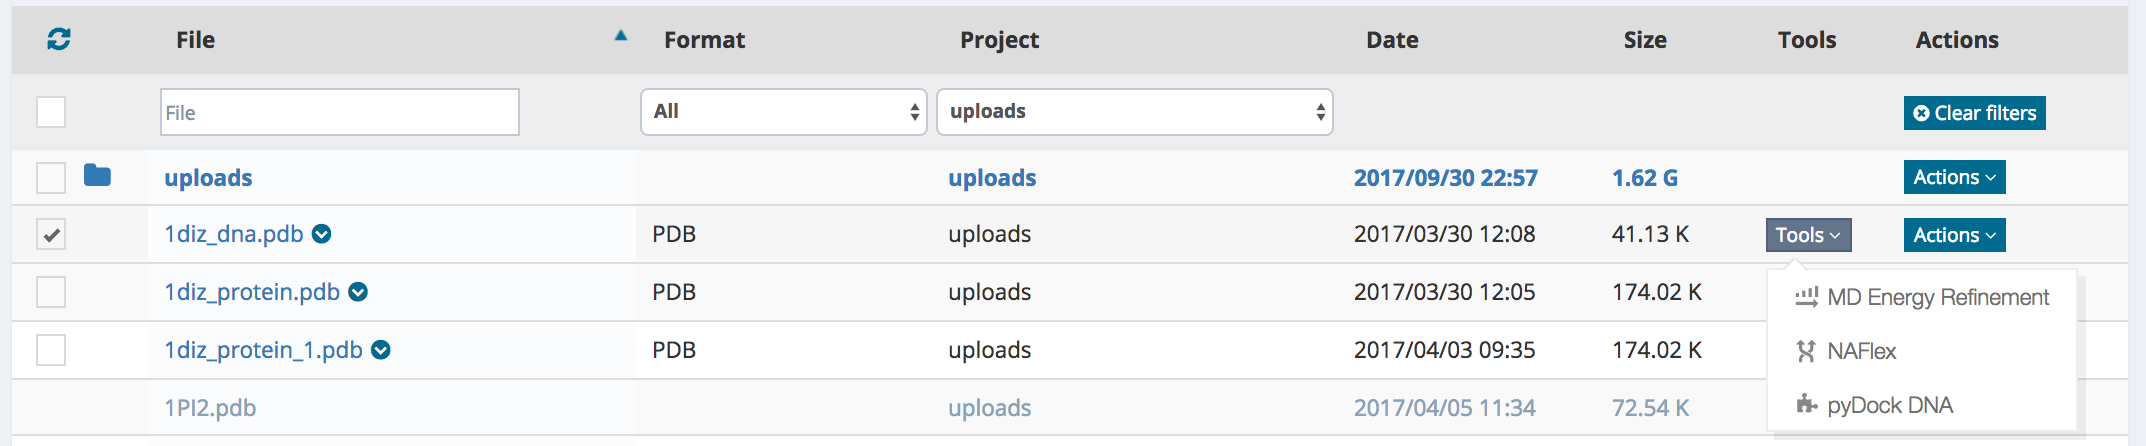 File Format Project Date Size Tools Actions
File All uploads Clear filters
uploads uploads 2017/09/30 22:57 1.62 G Actions
1diz_dna.pdb PDB uploads 2017/03/30 12:08 41.13 K Tools Actions
1diz_protein.pdb PDB uploads 2017/03/30 12:05 174.02 K MD Energy Refinement
1diz_protein_1.pdb PDB uploads 2017/04/03 09:35 174.02 K NAFlex
1PI2.pdb uploads 2017/04/05 11:34 72.54 K pyDock DNA